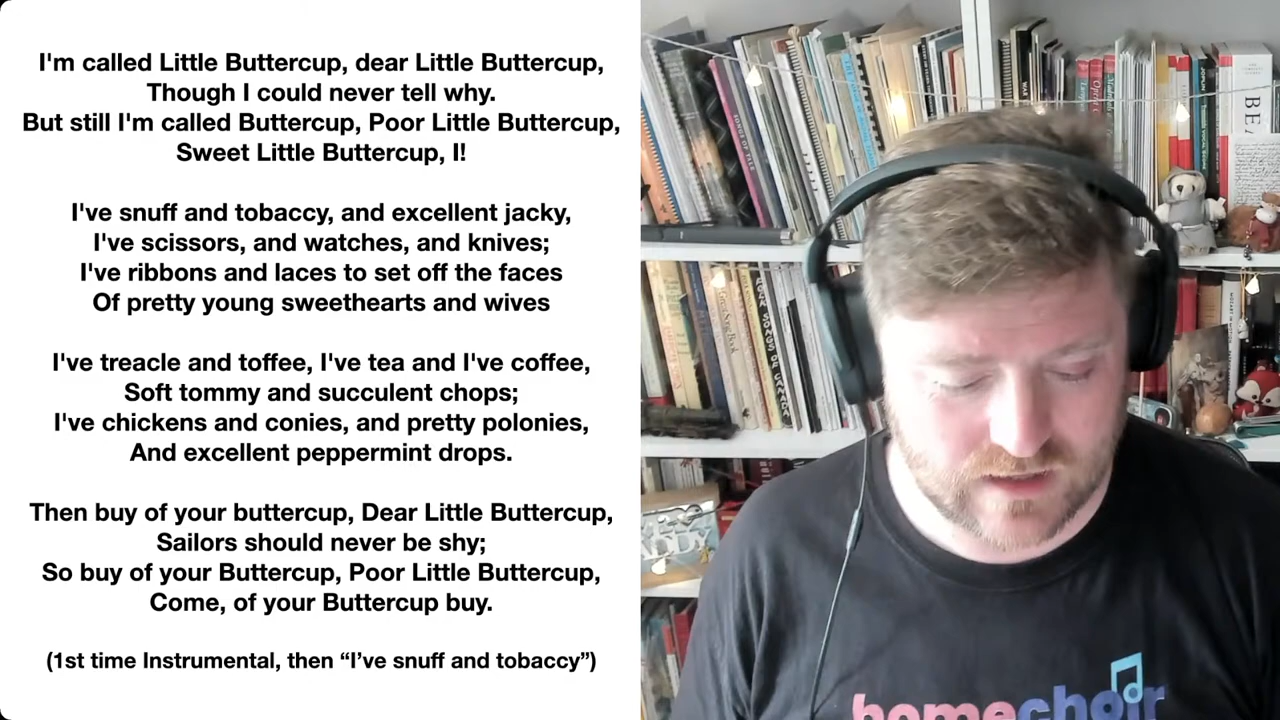 I'm called Little Buttercup, dear Little Buttercup,
Though I could never tell why.
But still I'm called Buttercup, Poor Little Buttercup,
Sweet Little Buttercup, I!
I've snuff and tobaccy, and excellent jacky,
I've scissors, and watches, and knives;
I've ribbons and laces to set off the faces
Of pretty young sweethearts and wives
I've treacle and toffee, I've tea and I've coffee,
Soft tommy and succulent chops;
I've chickens and conies, and pretty polonies,
And excellent peppermint drops.
Then buy of your buttercup, Dear Little Buttercup,
Sailors should never be shy;
So buy of your Buttercup, Poor Little Buttercup,
Come, of your Buttercup buy.
(1st time Instrumental, then “I’ve snuff and tobaccy”)
SONGS OF CANADA
BEA
homechoir